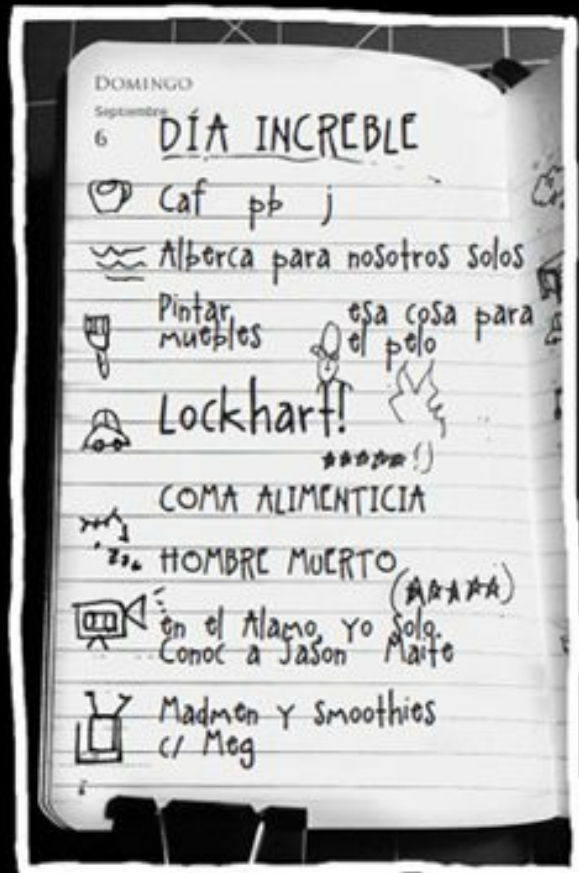 DOMINGO
Septiembre
6
DÍA INCREBLE
Caf pb j
Alberca para nosotros solos
Pintar muebles
esa cosa para el pelo
Lockhart!
COMA ALIMENTICIA
HOMBRE MUERTO
en el Alamo, yo solo.
Conoc a Jason Maite
Madmen y Smoothies
c/ Meg